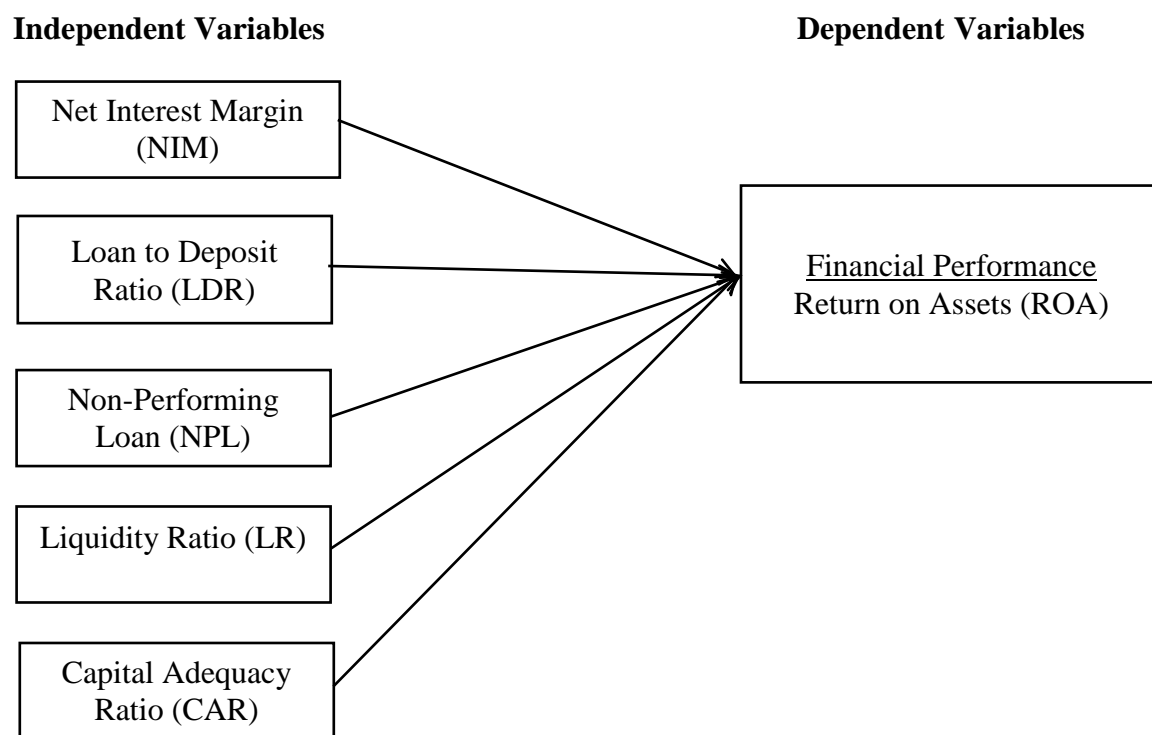 Independent Variables
Dependent Variables
Net Interest Margin
(NIM)
Loan to Deposit
Ratio (LDR)
Non-Performing
Loan (NPL)
Liquidity Ratio (LR)
Capital Adequacy
Ratio (CAR)
Financial Performance
Return on Assets (ROA)